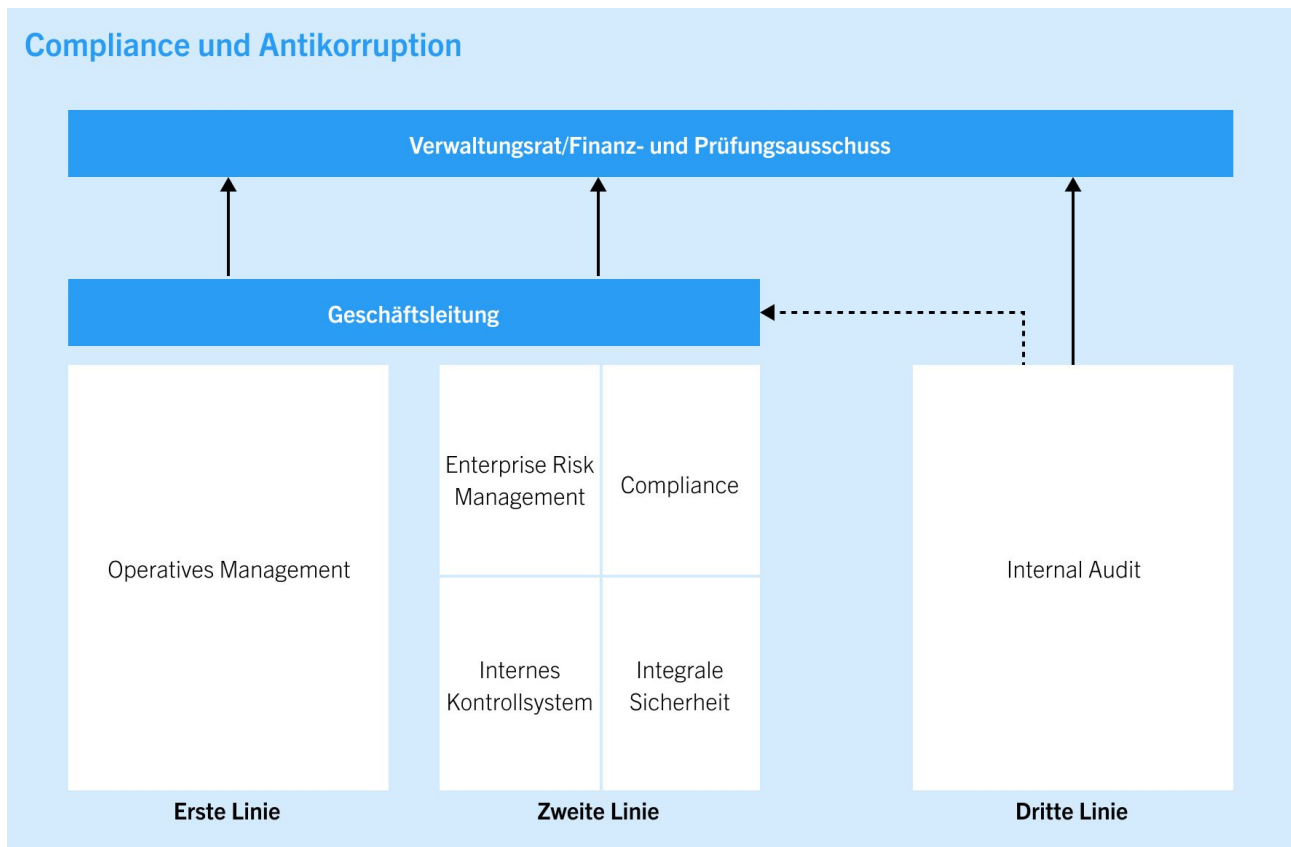 Compliance und Antikorruption
Verwaltungsrat/Finanz- und Prüfungsausschuss
Geschäftsleitung
Operatives Management
Enterprise Risk
Management
Compliance
Internes
Kontrollsystem
Integrale
Sicherheit
Internal Audit
Erste Linie
Zweite Linie
Dritte Linie